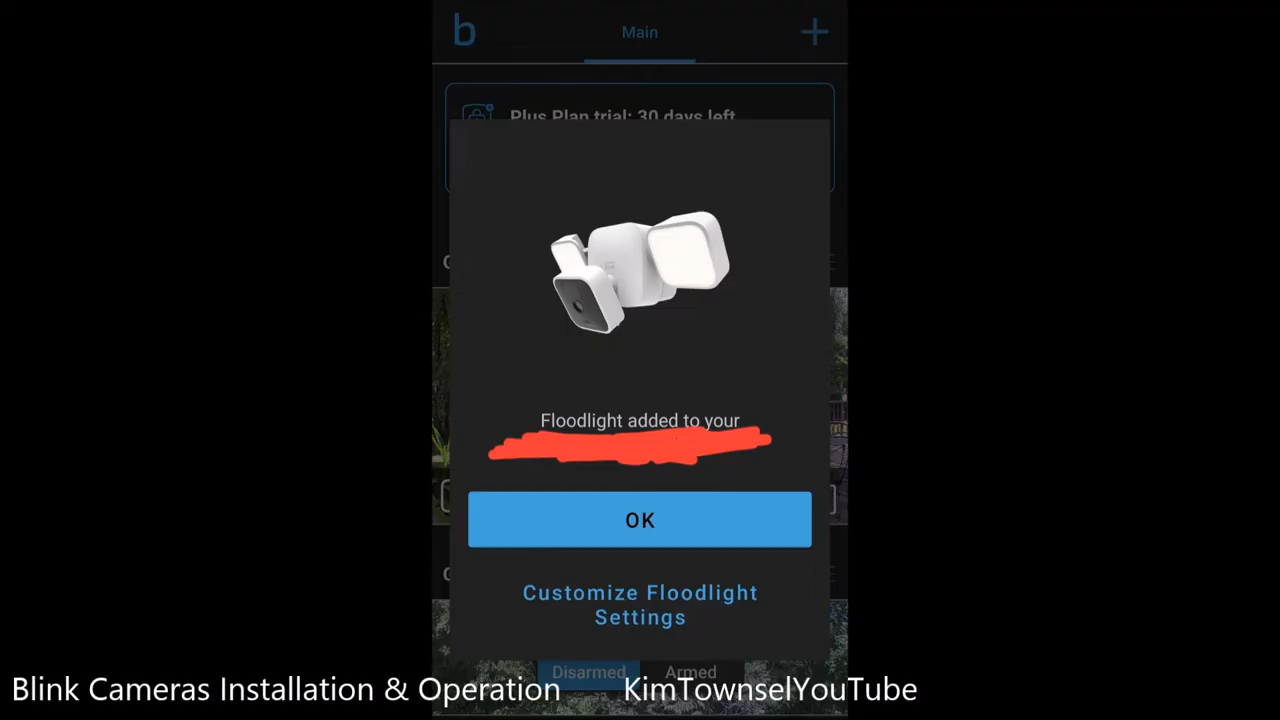 b
Main
+
Plus Plan trial: 30 days left
Floodlight added to your
OK
Customize Floodlight
Settings
Disarmed Armed
Blink Cameras Installation & Operation KimTownselYouTube